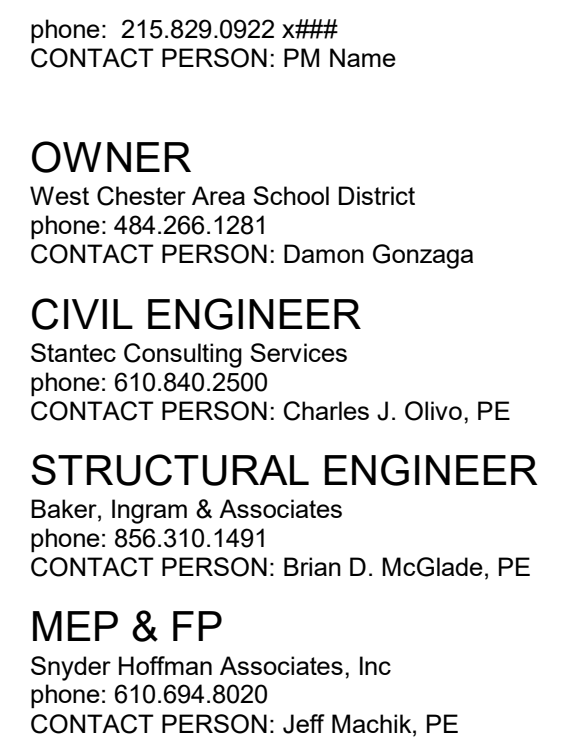 phone:  215.829.0922 x###
CONTACT PERSON: PM Name
OWNER
West Chester Area School District
phone: 484.266.1281
CONTACT PERSON: Damon Gonzaga
CIVIL ENGINEER
Stantec Consulting Services
phone: 610.840.2500
CONTACT PERSON: Charles J. Olivo, PE
STRUCTURAL ENGINEER
Baker, Ingram & Associates
phone: 856.310.1491
CONTACT PERSON: Brian D. McGlade, PE
MEP & FP
Snyder Hoffman Associates, Inc
phone: 610.694.8020
CONTACT PERSON: Jeff Machik, PE